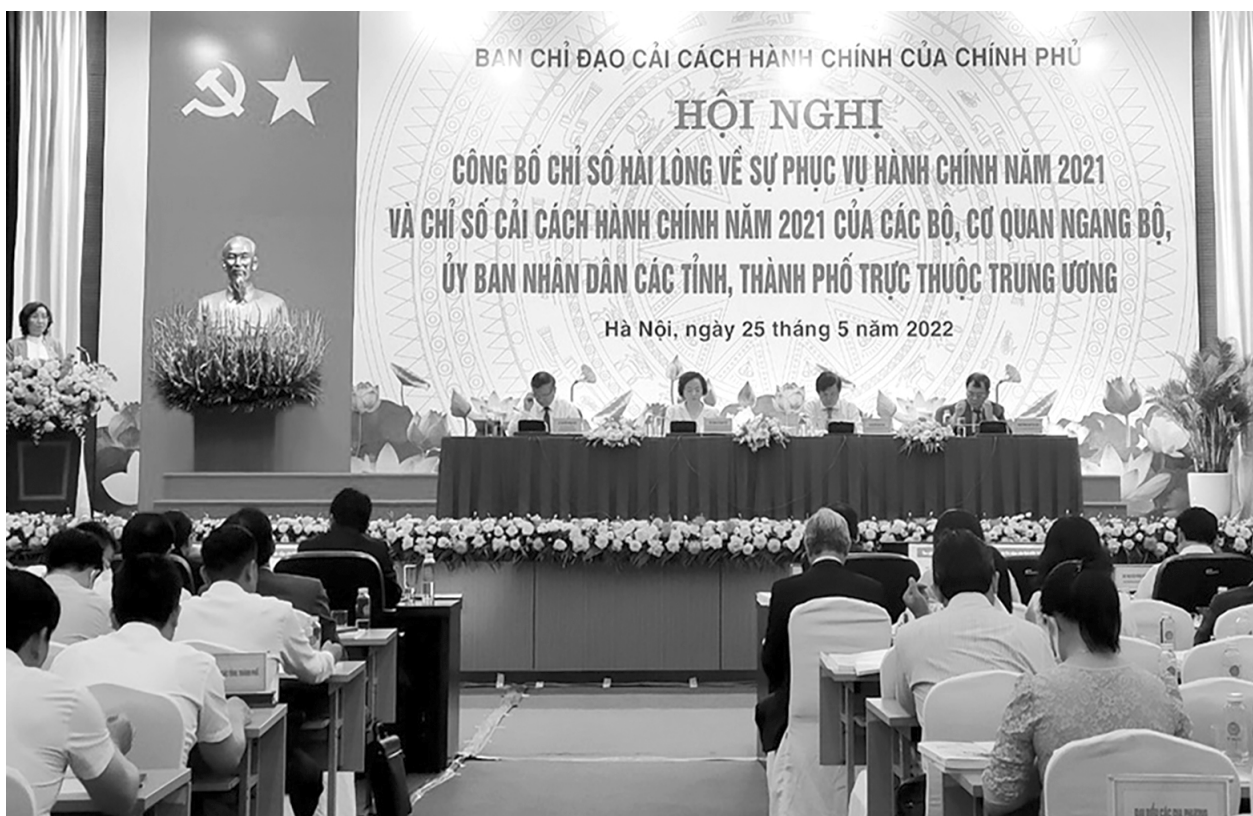 BAN CHỈ ĐẠO CẢI CÁCH HÀNH CHÍNH CỦA CHÍNH PHỦ
HỘI NGHỊ
CÔNG BỐ CHỈ SỐ HÀI LÒNG VỀ SỰ PHỤC VỤ HÀNH CHÍNH NĂM 2021
VÀ CHỈ SỐ CẢI CÁCH HÀNH CHÍNH NĂM 2021 CỦA CÁC BỘ, CƠ QUAN NGANG BỘ,
ỦY BAN NHÂN DÂN CÁC TỈNH, THÀNH PHỐ TRỰC THUỘC TRUNG ƯƠNG
Hà Nội, ngày 25 tháng 5 năm 2022